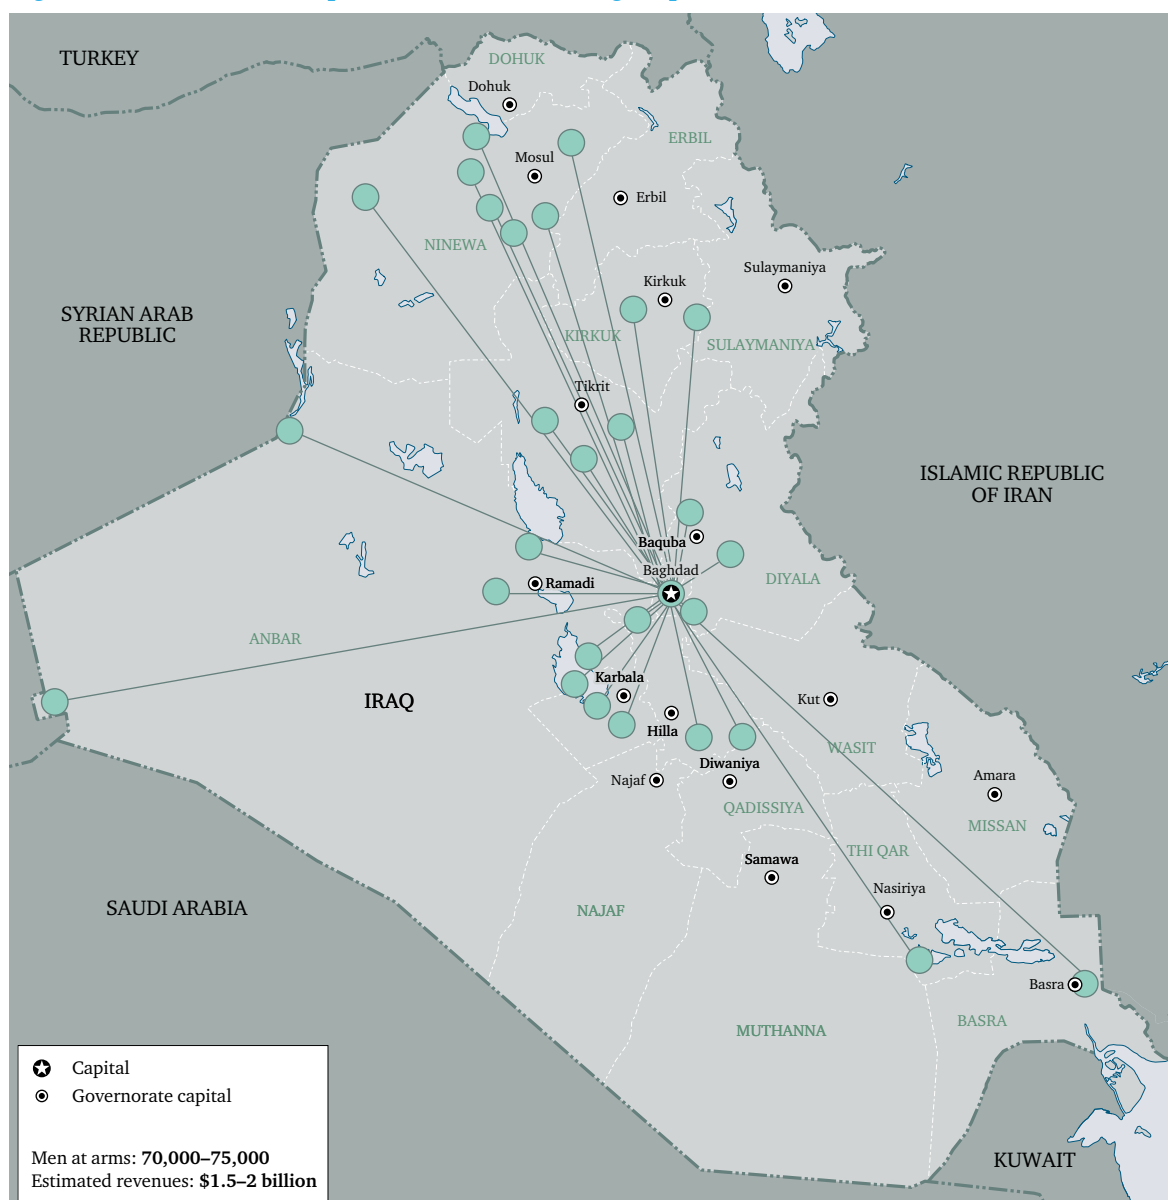 TURKEY
DOHUK
Dohuk
ERBIL
Mosul
Erbil
NINEWA
Sulaymaniya
Kirkuk
SYRIAN ARAB
REPUBLIC
KIRKUK
SULAYMANIYA
Tikrit
ISLAMIC REPUBLIC
OF IRAN
Baquba
Baghdad
DIYALA
Ramadi
ANBAR
Karbala
IRAQ
Kut
Hilla
WASIT
Diwaniya
Najaf
Amara
QADISSIYA
MISSAN
THI QAR
Samawa
Nasiriya
SAUDI ARABIA
NAJAF
Basra
BASRA
MUTHANNA
Capital
Governorate capital
Men at arms: 70,000–75,000
Estimated revenues: $1.5–2 billion
KUWAIT